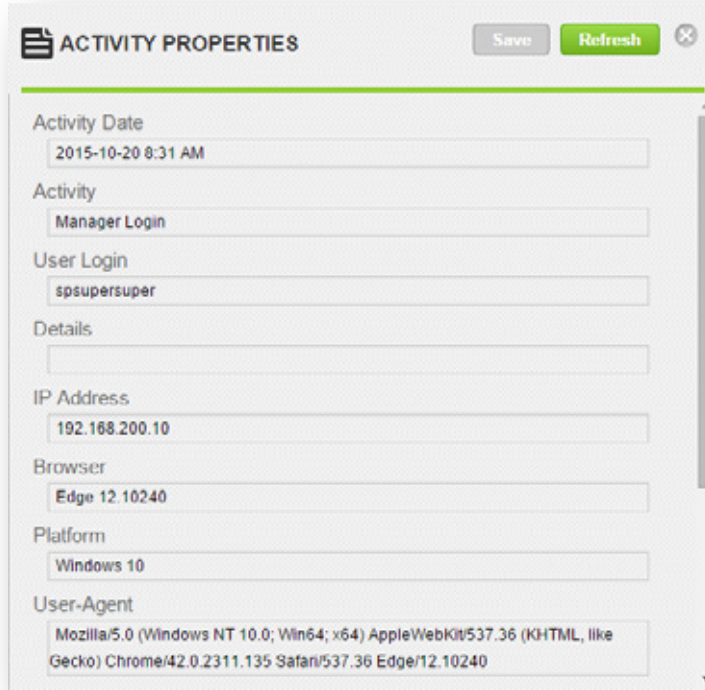 ACTIVITY PROPERTIES Save Refresh
Activity Date
2015-10-20 8:31 AM
Activity
Manager Login
User Login
spsupersuper
Details
IP Address
192.168.200.10
Browser
Edge 12.10240
Platform
Windows 10
User-Agent
Mozilla/5.0 (Windows NT 10.0; Win64; x64) AppleWebKit/537.36 (KHTML, like
Gecko) Chrome/42.0.2311.135 Safari/537.36 Edge/12.10240